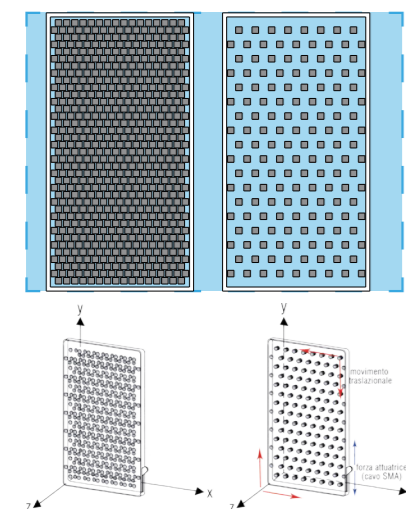 y
y
movimento
traslazionale
forza attuatrice
(cavo SMA)
x
z
z